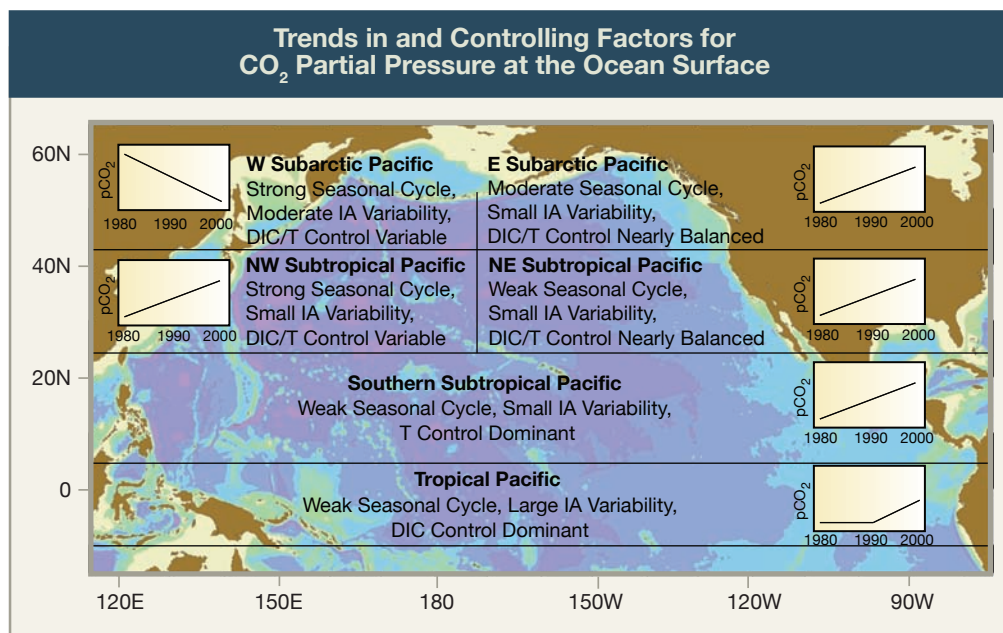 Trends in and Controlling Factors for
CO₂ Partial Pressure at the Ocean Surface
60N
40N
20N
0
pCO₂
1980 1990 2000
W Subarctic Pacific
Strong Seasonal Cycle,
Moderate IA Variability,
DIC/T Control Variable
E Subarctic Pacific
Moderate Seasonal Cycle,
Small IA Variability,
DIC/T Control Nearly Balanced
pCO₂
1980 1990 2000
pCO₂
1980 1990 2000
NW Subtropical Pacific
Strong Seasonal Cycle,
Small IA Variability,
DIC/T Control Variable
NE Subtropical Pacific
Weak Seasonal Cycle,
Small IA Variability,
DIC/T Control Nearly Balanced
pCO₂
1980 1990 2000
Southern Subtropical Pacific
Weak Seasonal Cycle, Small IA Variability,
T Control Dominant
pCO₂
1980 1990 2000
Tropical Pacific
Weak Seasonal Cycle, Large IA Variability,
DIC Control Dominant
pCO₂
1980 1990 2000
120E 150E 180 150W 120W 90W